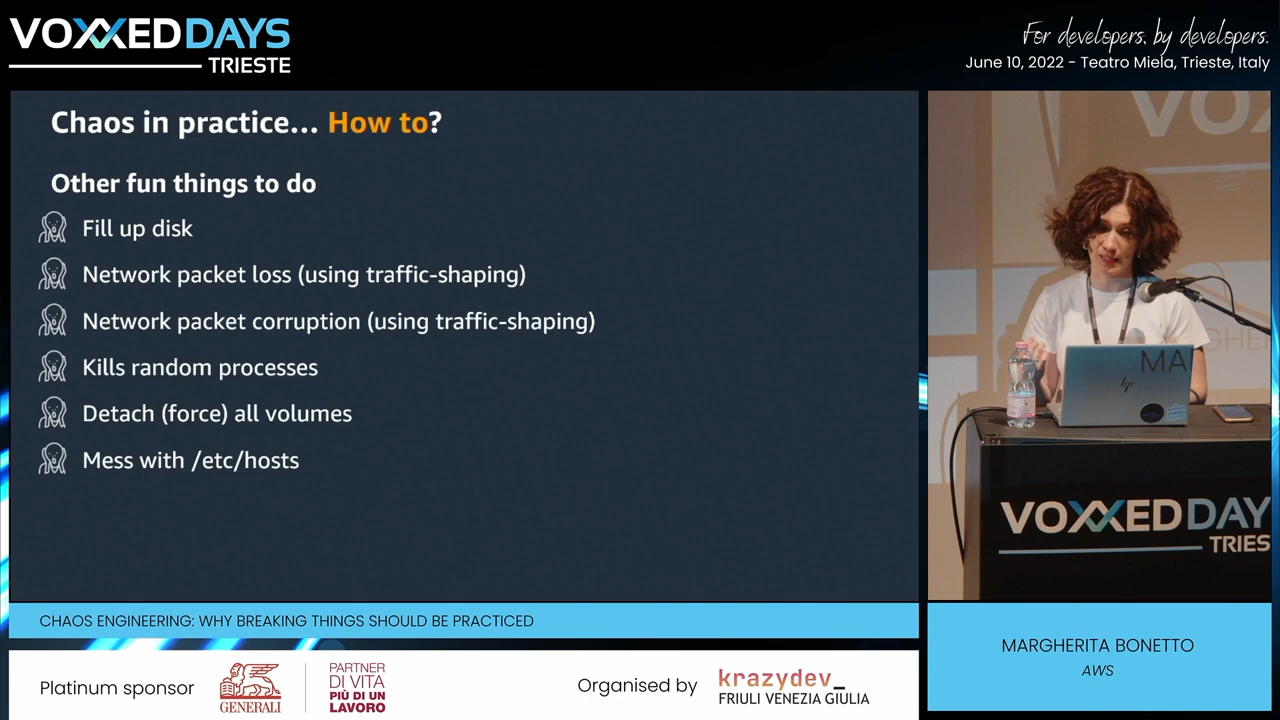 VOXXEDDAYS
TRIESTE
For developers, by developers.
June 10, 2022 - Teatro Miela, Trieste, Italy
Chaos in practice... How to?
Other fun things to do
Fill up disk
Network packet loss (using traffic-shaping)
Network packet corruption (using traffic-shaping)
Kills random processes
Detach (force) all volumes
Mess with /etc/hosts
VOX
MA
hp
VOXXEDDAY
TRIES
CHAOS ENGINEERING: WHY BREAKING THINGS SHOULD BE PRACTICED
MARGHERITA BONETTO
AWS
Platinum sponsor
GENERALI
PARTNER
DI VITA
PIÙ DI UN
LAVORO
Organised by
krazydev_
FRIULI VENEZIA GIULIA